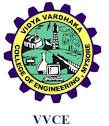 VIDYA VARDHAKA
COLLEGE OF ENGINEERING, MYSORE
VVCE